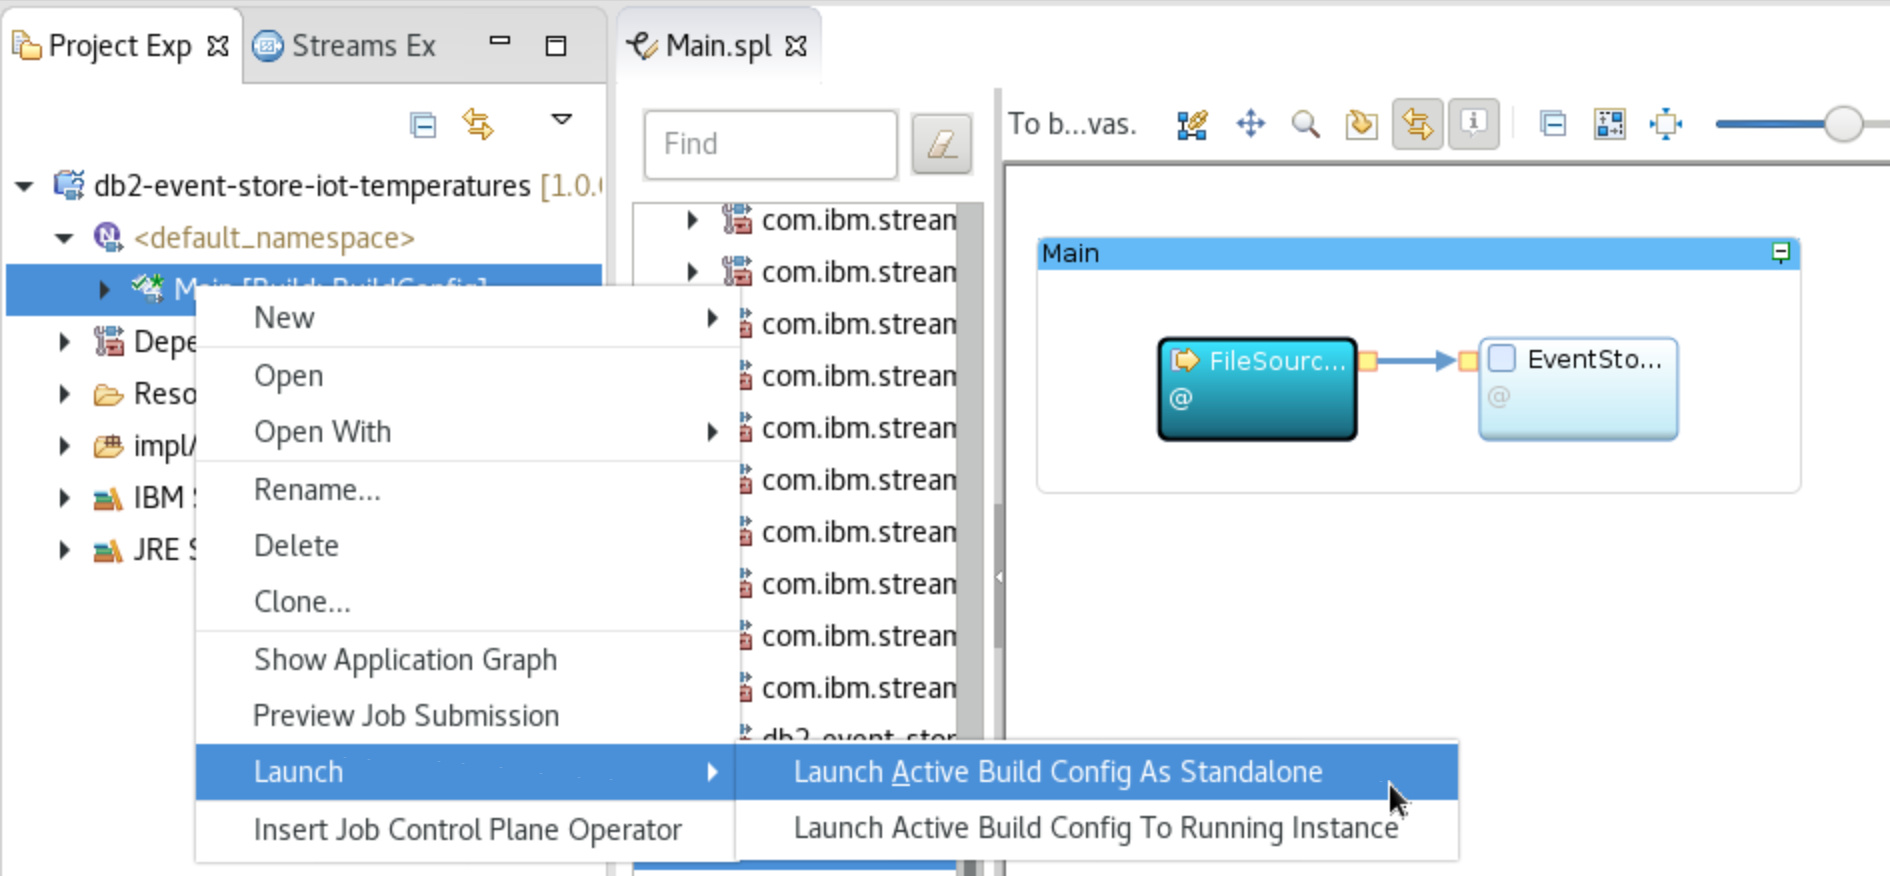 Project Exp
Streams Ex
Main.spl
Find
To b...vas.
db2-event-store-iot-temperatures [1.0.
<default_namespace>
Main [Build: BuildConfig]
Depe
Reso
impl/
IBM S
JRE S
New
Open
Open With
Rename...
Delete
Clone...
Show Application Graph
Preview Job Submission
Launch
Insert Job Control Plane Operator
Launch Active Build Config As Standalone
Launch Active Build Config To Running Instance
com.ibm.stream
com.ibm.stream
com.ibm.stream
com.ibm.stream
com.ibm.stream
com.ibm.stream
com.ibm.stream
com.ibm.stream
com.ibm.stream
com.ibm.stream
db2-event-stor
Main
FileSourc...
@
EventSto...
@